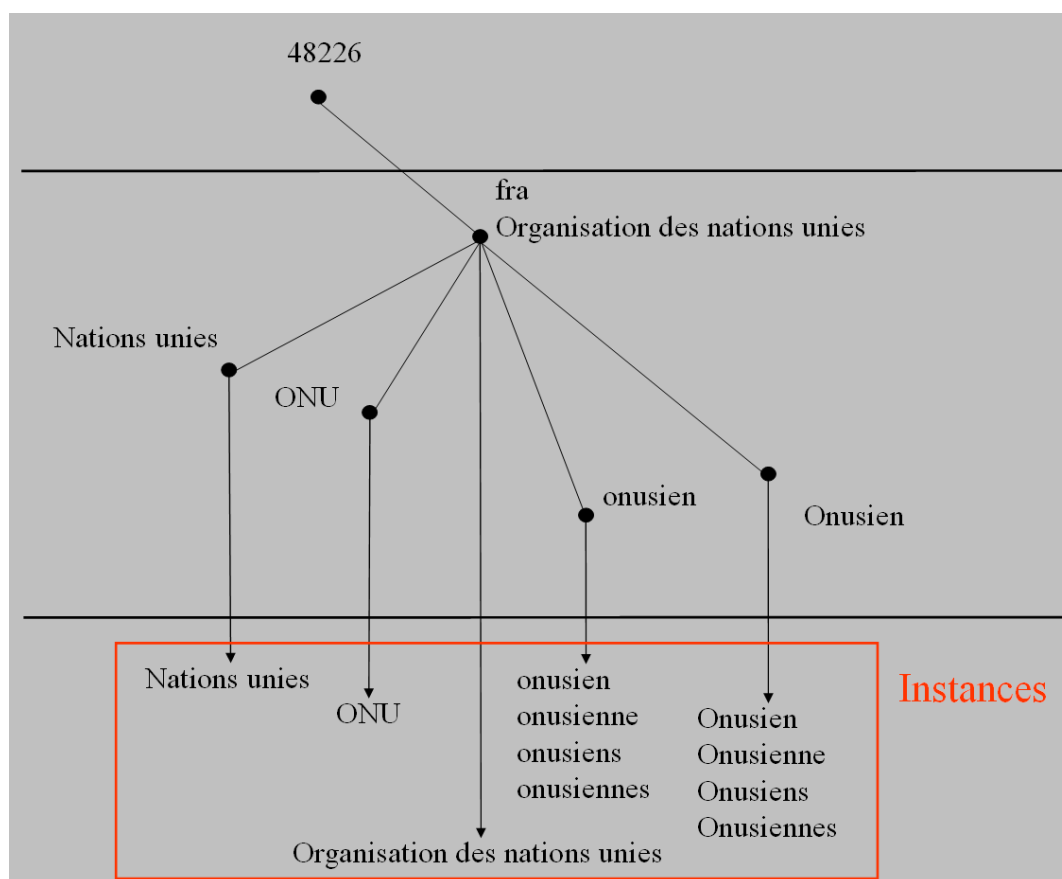 48226
fra
Organisation des nations unies
Nations unies
ONU
onusien
Onusien
Instances
Nations unies
ONU
onusien
onusienne
onusiens
onusiennes
Onusien
Onusienne
Onusiens
Onusiennes
Organisation des nations unies